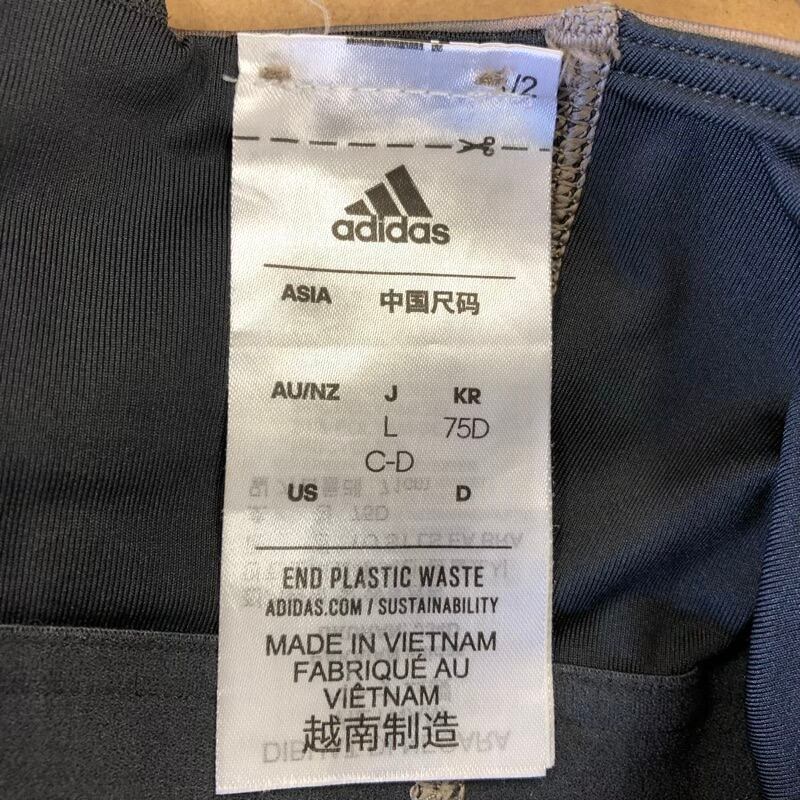 /2
adidas
ASIA 中国尺码
AU/NZ J KR
L 75D
C-D
US D
END PLASTIC WASTE
ADIDAS.COM / SUSTAINABILITY
MADE IN VIETNAM
FABRIQUÉ AU
VIÊTNAM
越南制造